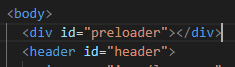 <body>
<div id="preloader"></div>
<header id="header">